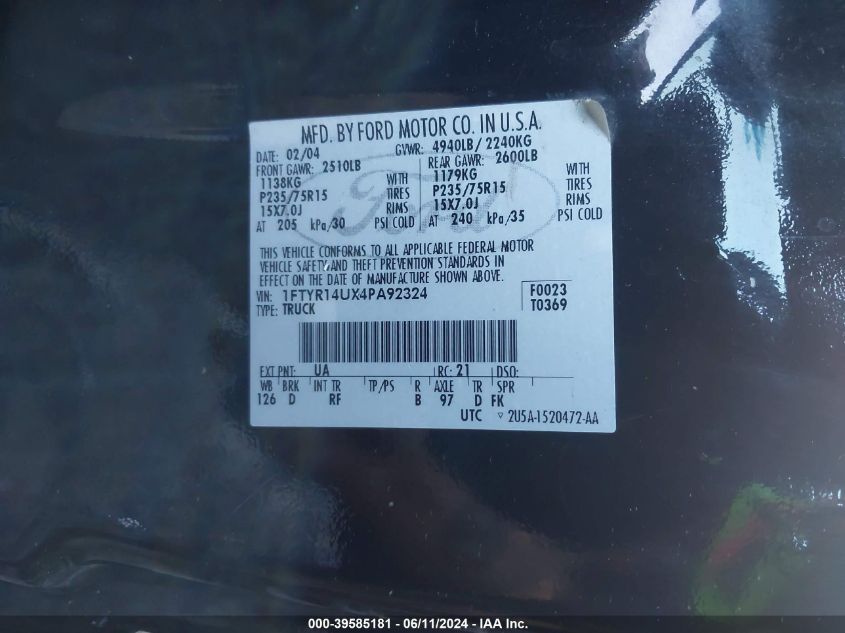 MFD. BY FORD MOTOR CO. IN U.S.A.
DATE: 02/04 GVWR: 4940LB/ 2240KG
FRONT GAWR: 2510LB REAR GAWR: 2600LB
1138KG WITH 1179KG WITH
P235/75R15 TIRES P235/75R15 TIRES
15X7.0J RIMS 15X7.0J RIMS
AT 205 kPa/30 PSI COLD AT 240 kPa/35 PSI COLD
Ford
THIS VEHICLE CONFORMS TO ALL APPLICABLE FEDERAL MOTOR
VEHICLE SAFETY AND THEFT PREVENTION STANDARDS IN
EFFECT ON THE DATE OF MANUFACTURE SHOWN ABOVE.
VIN: 1FTYR14UX4PA92324 F0023
TYPE: TRUCK T0369
EXT PNT: UA RC: 21 DSO:
WB BRK INT TR TP/PS R AXLE TR SPR
126 D RF B 97 D FK
UTC 2U5A-1520472-AA
000-39585181 - 06/11/2024 - IAA Inc.